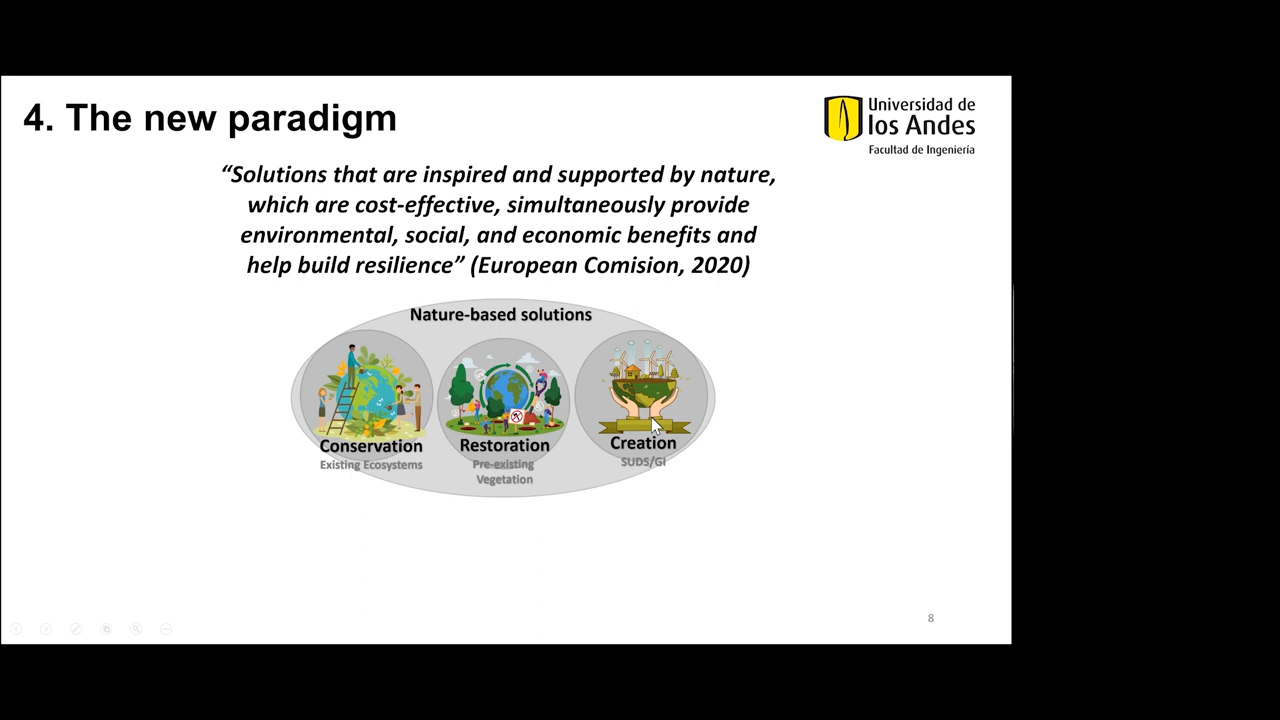 4. The new paradigm
Universidad de
los Andes
Facultad de Ingeniería
“Solutions that are inspired and supported by nature,
which are cost-effective, simultaneously provide
environmental, social, and economic benefits and
help build resilience” (European Comision, 2020)
Nature-based solutions
Conservation
Existing Ecosystems
Restoration
Pre-existing
Vegetation
Creation
SUDS/GI
8